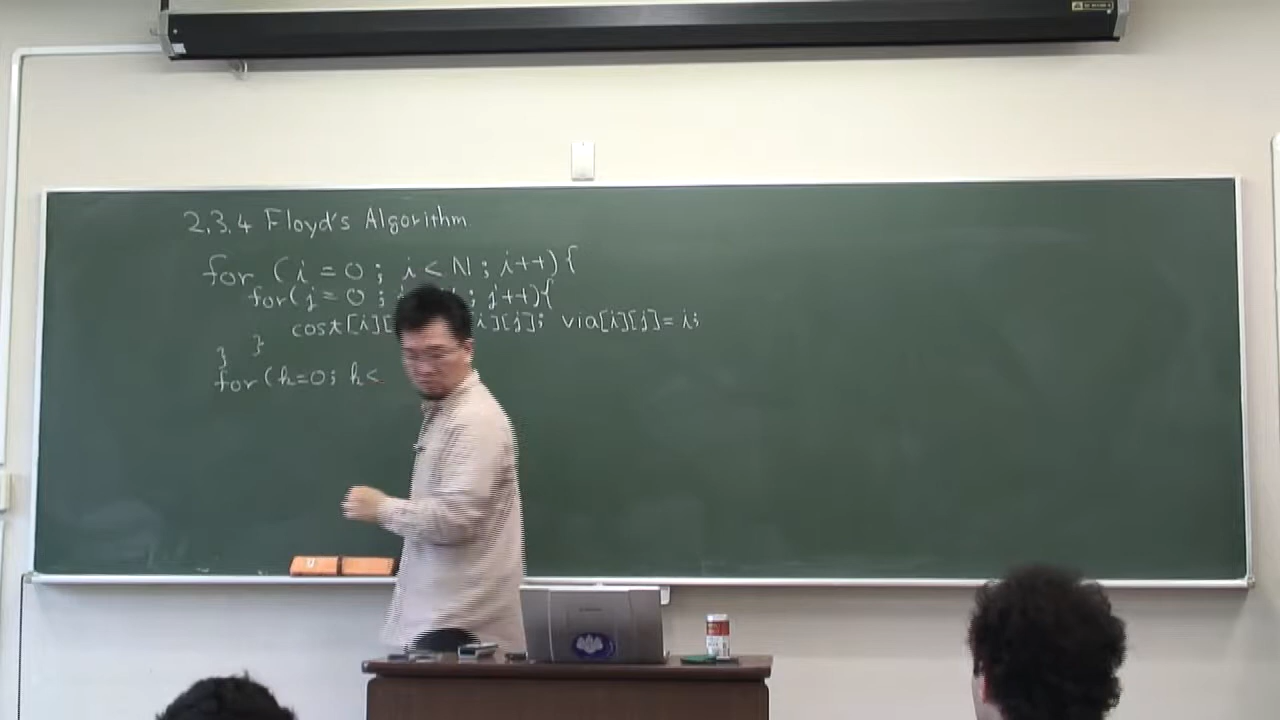 2.3.4 Floyd's Algorithm
for (i = 0 ; i < N ; i++) {
for(j = 0 ; ; j++){
cost[i][ i][j]; via[i][j] = i;
} }
for (k=0; k<